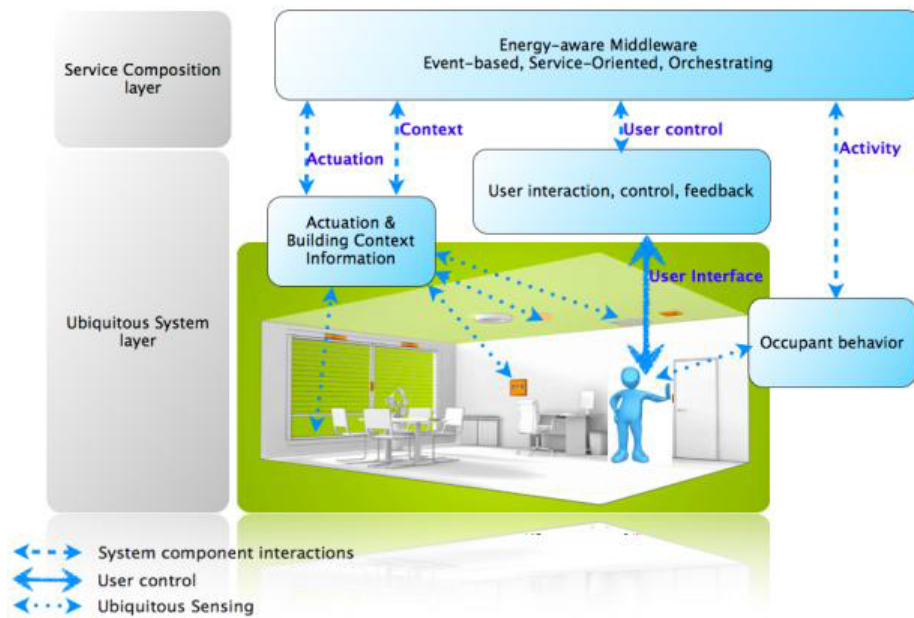 Energy-aware Middleware
Event-based, Service-Oriented, Orchestrating
Service Composition
layer
Context
User control
Actuation
Activity
User interaction, control, feedback
Actuation &
Building Context
Information
User Interface
Ubiquitous System
layer
Occupant behavior
System component interactions
User control
Ubiquitous Sensing